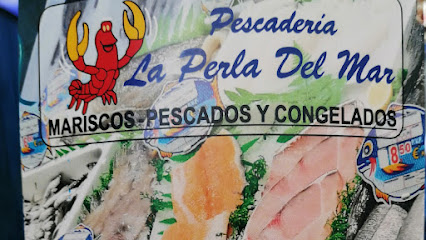 Pescadería
La Perla Del Mar
MARISCOS-PESCADOS Y CONGELADOS
8'50